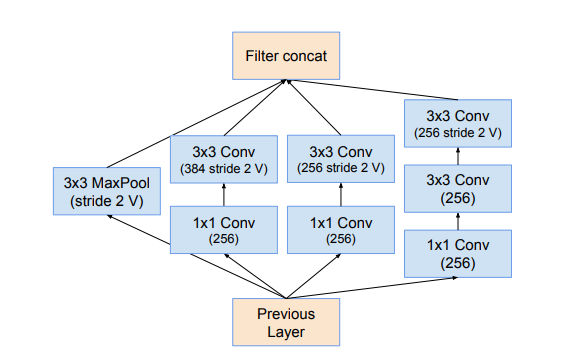 Filter concat
3x3 Conv
(256 stride 2 V)
3x3 Conv
(384 stride 2 V)
3x3 Conv
(256 stride 2 V)
3x3 MaxPool
(stride 2 V)
3x3 Conv
(256)
1x1 Conv
(256)
1x1 Conv
(256)
1x1 Conv
(256)
Previous
Layer